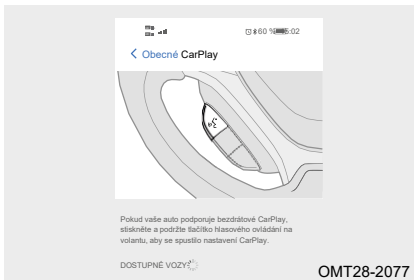 60 % 5:02
Obecné CarPlay
Pokud vaše auto podporuje bezdrátové CarPlay,
stiskněte a podržte tlačítko hlasového ovládání na
volantu, aby se spustilo nastavení CarPlay.
DOSTUPNÉ VOZY
OMT28-2077